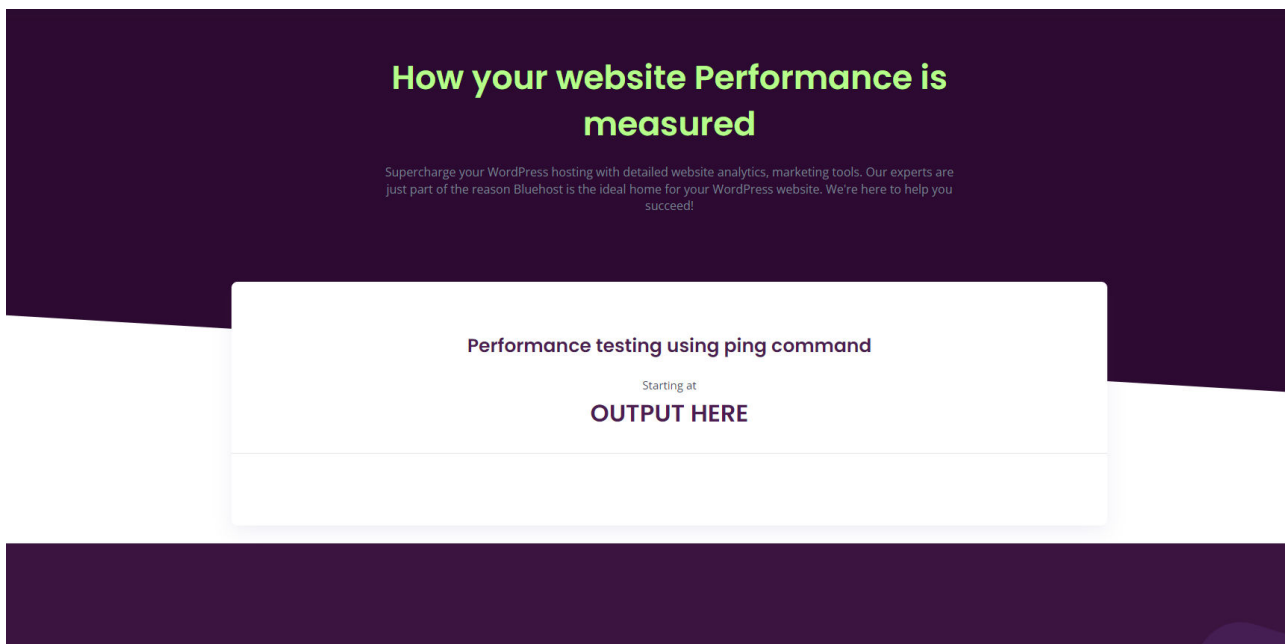 How your website Performance is
measured
Supercharge your WordPress hosting with detailed website analytics, marketing tools. Our experts are
just part of the reason Bluehost is the ideal home for your WordPress website. We're here to help you
succeed!
Performance testing using ping command
Starting at
OUTPUT HERE